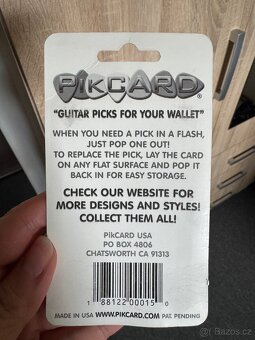 PiKCARD®
"GUITAR PICKS FOR YOUR WALLET"
WHEN YOU NEED A PICK IN A FLASH,
JUST POP ONE OUT!
TO REPLACE THE PICK, LAY THE CARD
ON ANY FLAT SURFACE AND POP IT
BACK IN FOR EASY STORAGE.
CHECK OUR WEBSITE FOR
MORE DESIGNS AND STYLES!
COLLECT THEM ALL!
PiKCARD USA
PO BOX 4806
CHATSWORTH CA 91313
1 88122 00015 0
MADE IN USA WWW.PIKCARD.COM PAT. PENDING
Bazos.cz